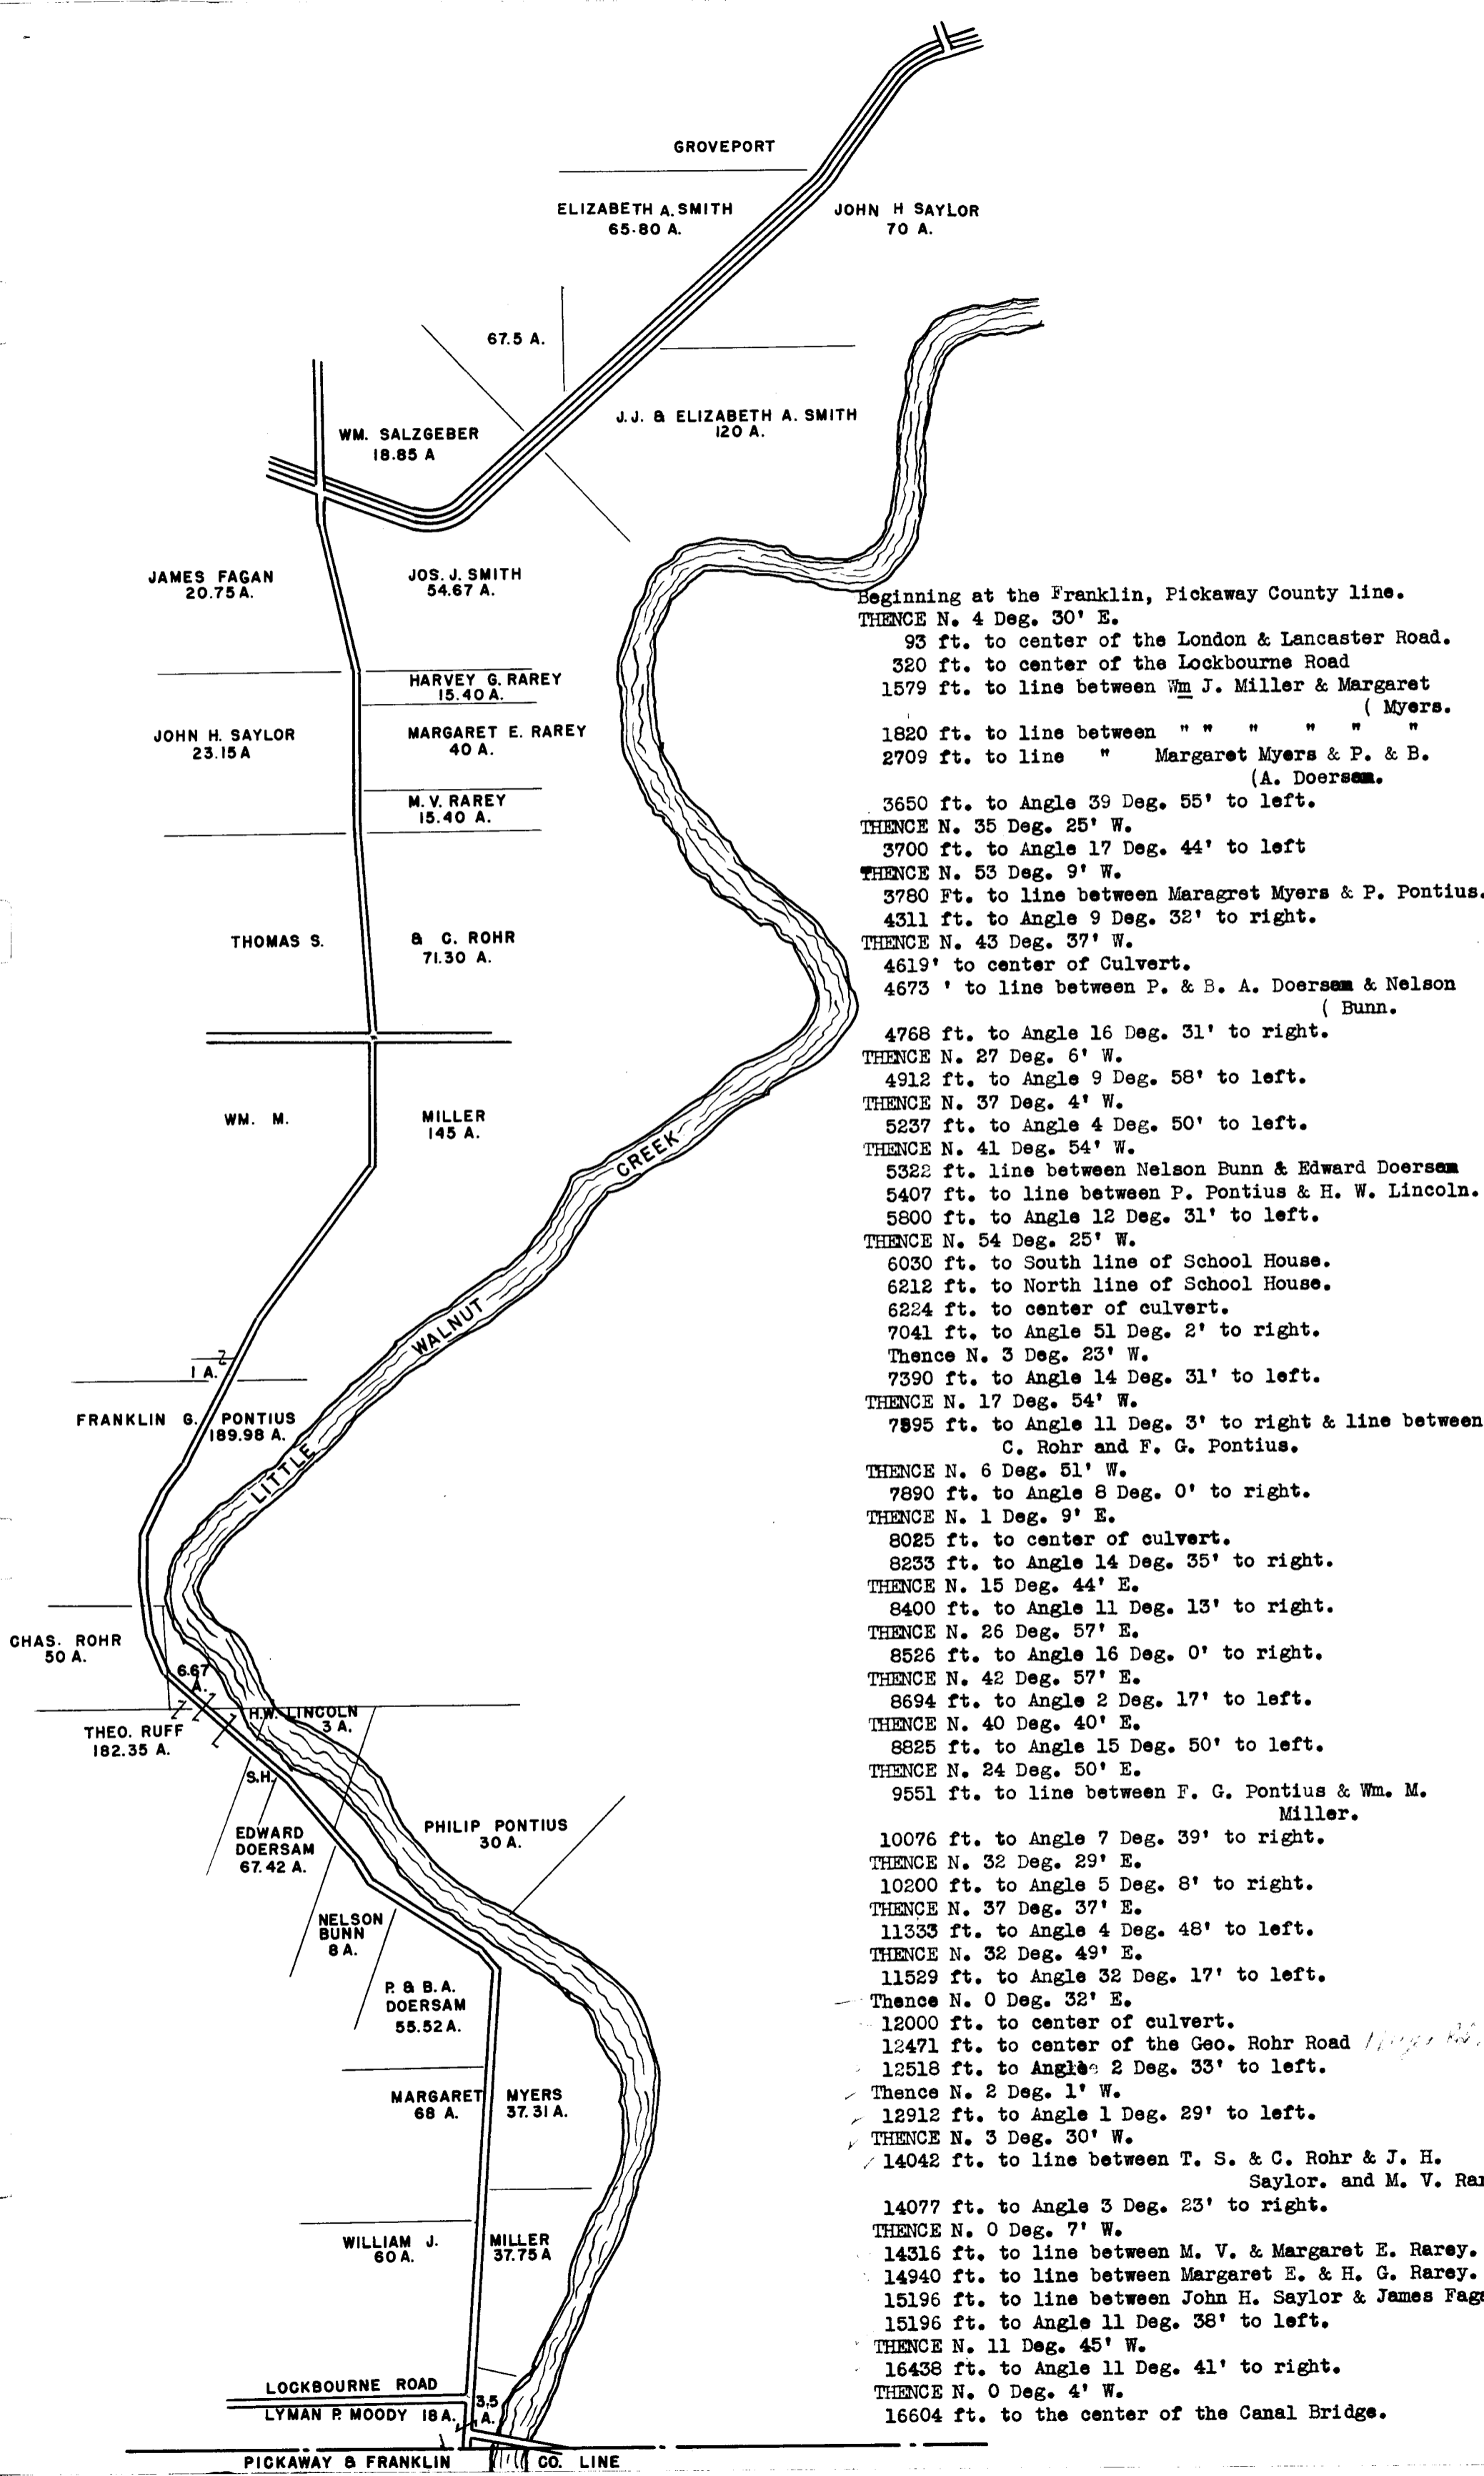 GROVEPORT
ELIZABETH A. SMITH
65.80 A.
JOHN H SAYLOR
70 A.
67.5 A.
J.J. & ELIZABETH A. SMITH
120 A.
WM. SALZGEBER
18.85 A
JAMES FAGAN
20.75 A.
JOS. J. SMITH
54.67 A.
HARVEY G. RAREY
15.40 A.
JOHN H. SAYLOR
23.15 A
MARGARET E. RAREY
40 A.
M. V. RAREY
15.40 A.
THOMAS S. & C. ROHR
71.30 A.
WM. M. MILLER
145 A.
CREEK
WALNUT
LITTLE
1 A.
FRANKLIN G. PONTIUS
189.98 A.
CHAS. ROHR
50 A.
6.67
A.
H.W. LINCOLN
3 A.
THEO. RUFF
182.35 A.
S.H.
EDWARD
DOERSAM
67.42 A.
PHILIP PONTIUS
30 A.
NELSON
BUNN
8 A.
P. & B. A.
DOERSAM
55.52 A.
MARGARET MYERS
68 A. 37.31 A.
WILLIAM J. MILLER
60 A. 37.75 A
LOCKBOURNE ROAD
3.5
A.
LYMAN P. MOODY 18 A.
PICKAWAY & FRANKLIN CO. LINE
Beginning at the Franklin, Pickaway County line.
THENCE N. 4 Deg. 30' E.
93 ft. to center of the London & Lancaster Road.
320 ft. to center of the Lockbourne Road
1579 ft. to line between Wm J. Miller & Margaret
( Myers.
1820 ft. to line between " " " " " "
2709 ft. to line " Margaret Myers & P. & B.
(A. Doersam.
3650 ft. to Angle 39 Deg. 55' to left.
THENCE N. 35 Deg. 25' W.
3700 ft. to Angle 17 Deg. 44' to left
THENCE N. 53 Deg. 9' W.
3780 Ft. to line between Maragret Myers & P. Pontius.
4311 ft. to Angle 9 Deg. 32' to right.
THENCE N. 43 Deg. 37' W.
4619' to center of Culvert.
4673 ' to line between P. & B. A. Doersam & Nelson
( Bunn.
4768 ft. to Angle 16 Deg. 31' to right.
THENCE N. 27 Deg. 6' W.
4912 ft. to Angle 9 Deg. 58' to left.
THENCE N. 37 Deg. 4' W.
5237 ft. to Angle 4 Deg. 50' to left.
THENCE N. 41 Deg. 54' W.
5322 ft. line between Nelson Bunn & Edward Doersam
5407 ft. to line between P. Pontius & H. W. Lincoln.
5800 ft. to Angle 12 Deg. 31' to left.
THENCE N. 54 Deg. 25' W.
6030 ft. to South line of School House.
6212 ft. to North line of School House.
6224 ft. to center of culvert.
7041 ft. to Angle 51 Deg. 2' to right.
Thence N. 3 Deg. 23' W.
7390 ft. to Angle 14 Deg. 31' to left.
THENCE N. 17 Deg. 54' W.
7895 ft. to Angle 11 Deg. 3' to right & line between
C. Rohr and F. G. Pontius.
THENCE N. 6 Deg. 51' W.
7890 ft. to Angle 8 Deg. 0' to right.
THENCE N. 1 Deg. 9' E.
8025 ft. to center of culvert.
8233 ft. to Angle 14 Deg. 35' to right.
THENCE N. 15 Deg. 44' E.
8400 ft. to Angle 11 Deg. 13' to right.
THENCE N. 26 Deg. 57' E.
8526 ft. to Angle 16 Deg. 0' to right.
THENCE N. 42 Deg. 57' E.
8694 ft. to Angle 2 Deg. 17' to left.
THENCE N. 40 Deg. 40' E.
8825 ft. to Angle 15 Deg. 50' to left.
THENCE N. 24 Deg. 50' E.
9551 ft. to line between F. G. Pontius & Wm. M.
Miller.
10076 ft. to Angle 7 Deg. 39' to right.
THENCE N. 32 Deg. 29' E.
10200 ft. to Angle 5 Deg. 8' to right.
THENCE N. 37 Deg. 37' E.
11333 ft. to Angle 4 Deg. 48' to left.
THENCE N. 32 Deg. 49' E.
11529 ft. to Angle 32 Deg. 17' to left.
Thence N. 0 Deg. 32' E.
12000 ft. to center of culvert.
12471 ft. to center of the Geo. Rohr Road
12518 ft. to Angle 2 Deg. 33' to left.
Thence N. 2 Deg. 1' W.
12912 ft. to Angle 1 Deg. 29' to left.
THENCE N. 3 Deg. 30' W.
14042 ft. to line between T. S. & C. Rohr & J. H.
Saylor. and M. V. Rar
14077 ft. to Angle 3 Deg. 23' to right.
THENCE N. 0 Deg. 7' W.
14316 ft. to line between M. V. & Margaret E. Rarey.
14940 ft. to line between Margaret E. & H. G. Rarey.
15196 ft. to line between John H. Saylor & James Faga
15196 ft. to Angle 11 Deg. 38' to left.
THENCE N. 11 Deg. 45' W.
16438 ft. to Angle 11 Deg. 41' to right.
THENCE N. 0 Deg. 4' W.
16604 ft. to the center of the Canal Bridge.